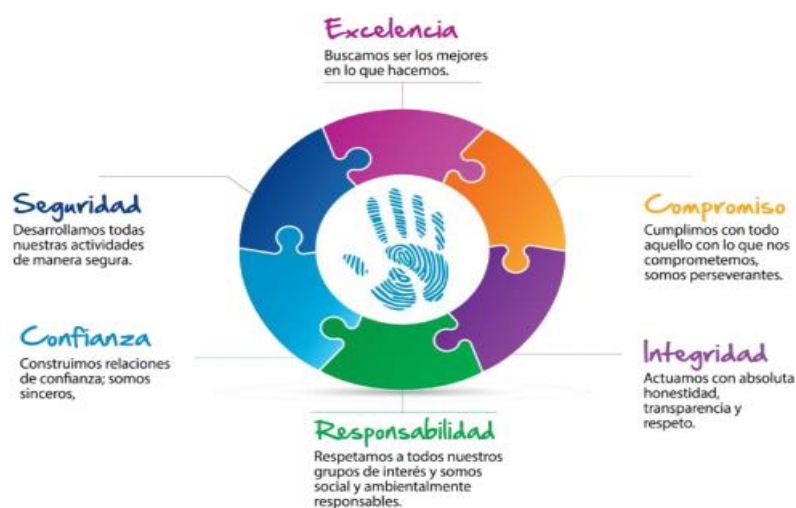 Excelencia
Buscamos ser los mejores
en lo que hacemos.
Seguridad
Desarrollamos todas
nuestras actividades
de manera segura.
Compromiso
Cumplimos con todo
aquello con lo que nos
comprometemos,
somos perseverantes.
Confianza
Construimos relaciones
de confianza; somos
sinceros,
Integridad
Actuamos con absoluta
honestidad,
transparencia y
respeto.
Responsabilidad
Respetamos a todos nuestros
grupos de interés y somos
social y ambientalmente
responsables.